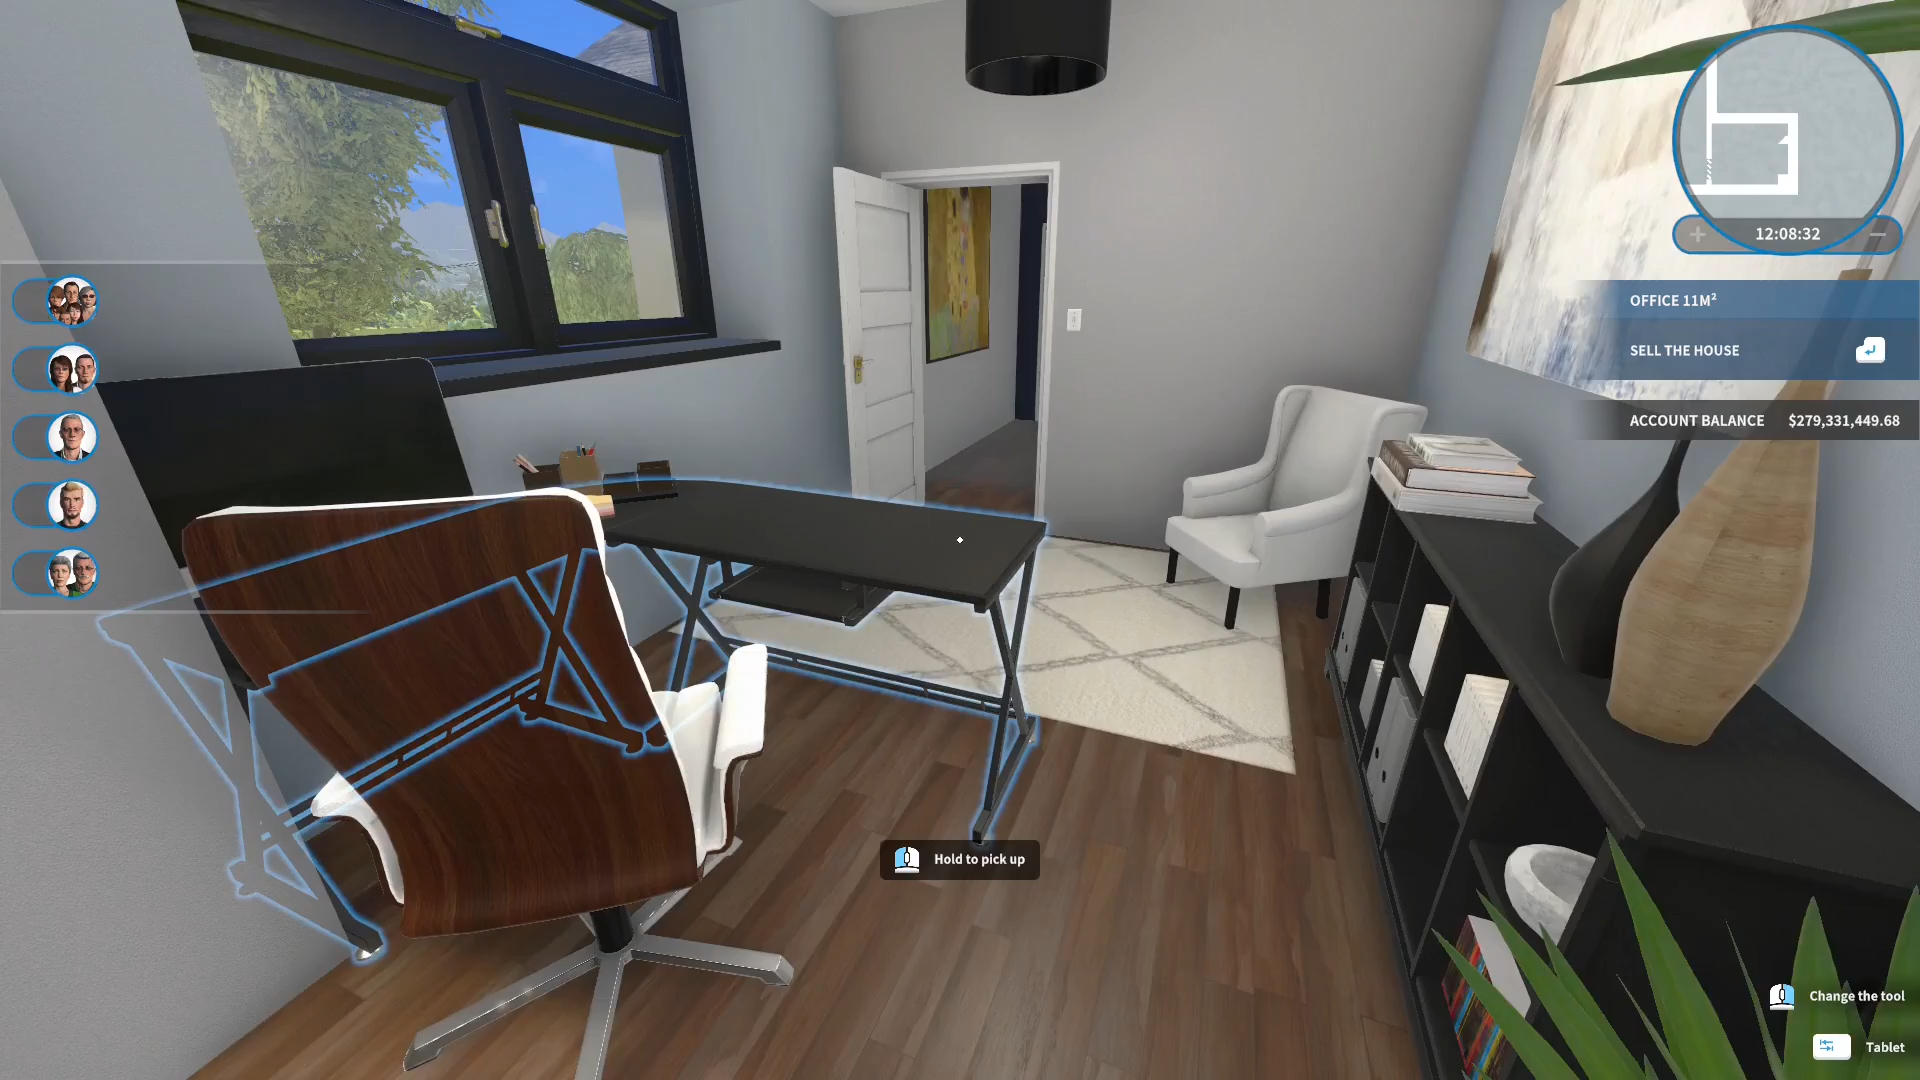 12:08:32
OFFICE 11M²
SELL THE HOUSE
ACCOUNT BALANCE $279,331,449.68
Hold to pick up
Change the tool
Tablet